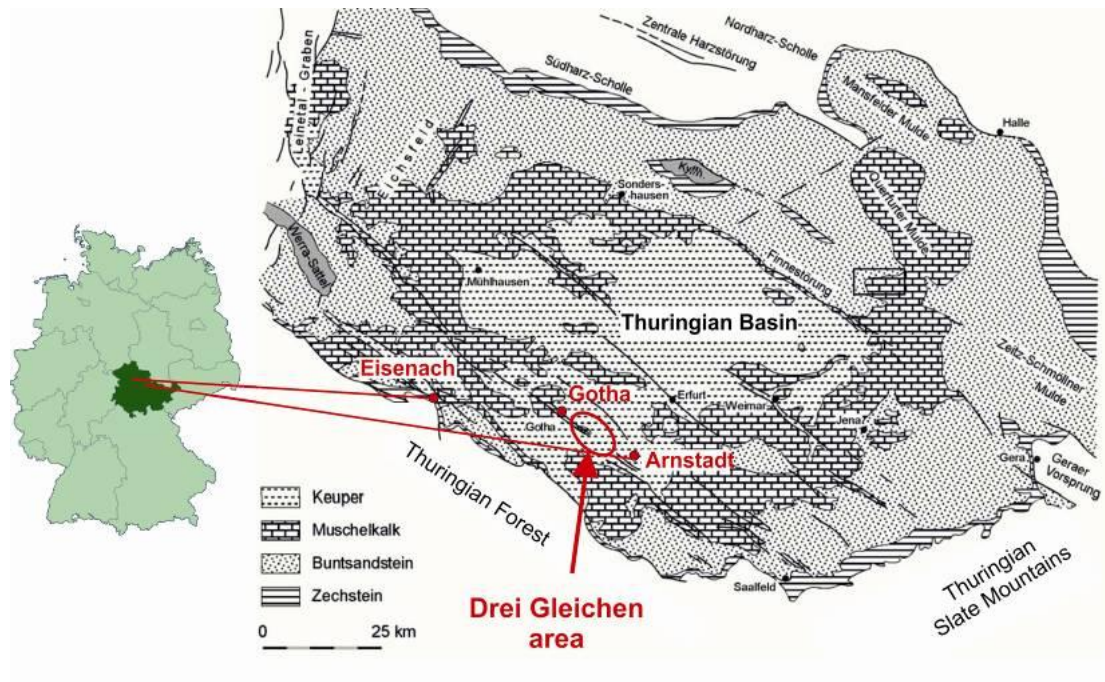 Nordharz-Scholle
Zentrale Harzstörung
Südharz-Scholle
Leinetal - Graben
Mansfelder Mulde
Halle
Eichsfeld
Kyffh.
Sonders-
hausen
Querfurter Mulde
Werra-Sattel
Mühlhausen
Finnestörung
Thuringian Basin
Eisenach
Zeitz-Schmöllner
Mulde
Gotha
Erfurt
Weimar
Gotha
Jena
Arnstadt
Gera
Geraer
Vorsprung
Thuringian Forest
Keuper
Muschelkalk
Buntsandstein
Zechstein
Saalfeld
Thuringian
Slate Mountains
Drei Gleichen
area
0 25 km